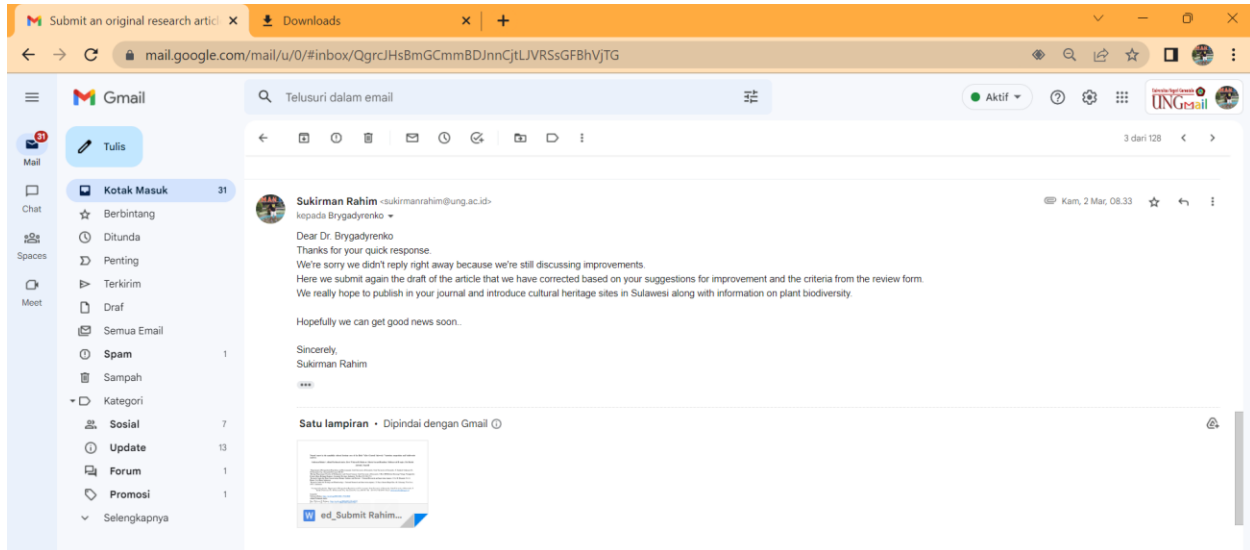 Submit an original research articl
Downloads
mail.google.com/mail/u/0/#inbox/QgrcJHsBmGCmmBDJnnCjtLJVRSsGFBhVjTG
Gmail
Telusuri dalam email
Aktif
UNGmail
31
Mail
Chat
Spaces
Meet
Tulis
Kotak Masuk 31
Berbintang
Ditunda
Penting
Terkirim
Draf
Semua Email
Spam 1
Sampah
Kategori
Sosial 7
Update 13
Forum 1
Promosi 1
Selengkapnya
3 dari 128
Sukirman Rahim <sukirmanrahim@ung.ac.id>
Kam, 2 Mar, 08.33
kepada Brygadyrenko
Dear Dr. Brygadyrenko
Thanks for your quick response.
We're sorry we didn't reply right away because we're still discussing improvements.
Here we submit again the draft of the article that we have corrected based on your suggestions for improvement and the criteria from the review form.
We really hope to publish in your journal and introduce cultural heritage sites in Sulawesi along with information on plant biodiversity.
Hopefully we can get good news soon..
Sincerely,
Sukirman Rahim
Satu lampiran • Dipindai dengan Gmail
W ed_Submit Rahim...